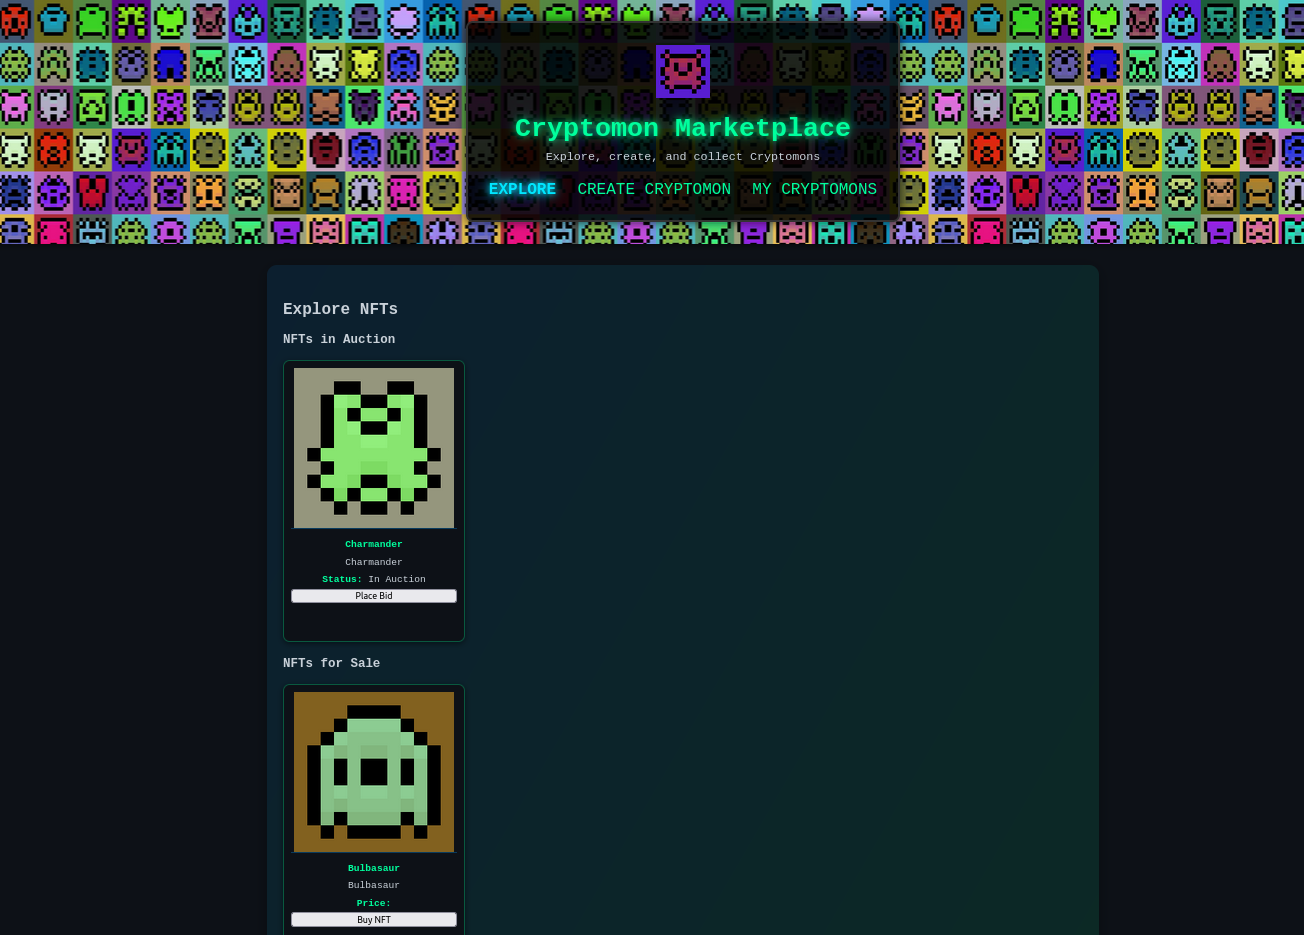 Cryptomon Marketplace
Explore, create, and collect Cryptomons
EXPLORE CREATE CRYPTOMON MY CRYPTOMONS
Explore NFTs
NFTs in Auction
Charmander
Charmander
Status: In Auction
Place Bid
NFTs for Sale
Bulbasaur
Bulbasaur
Price:
Buy NFT